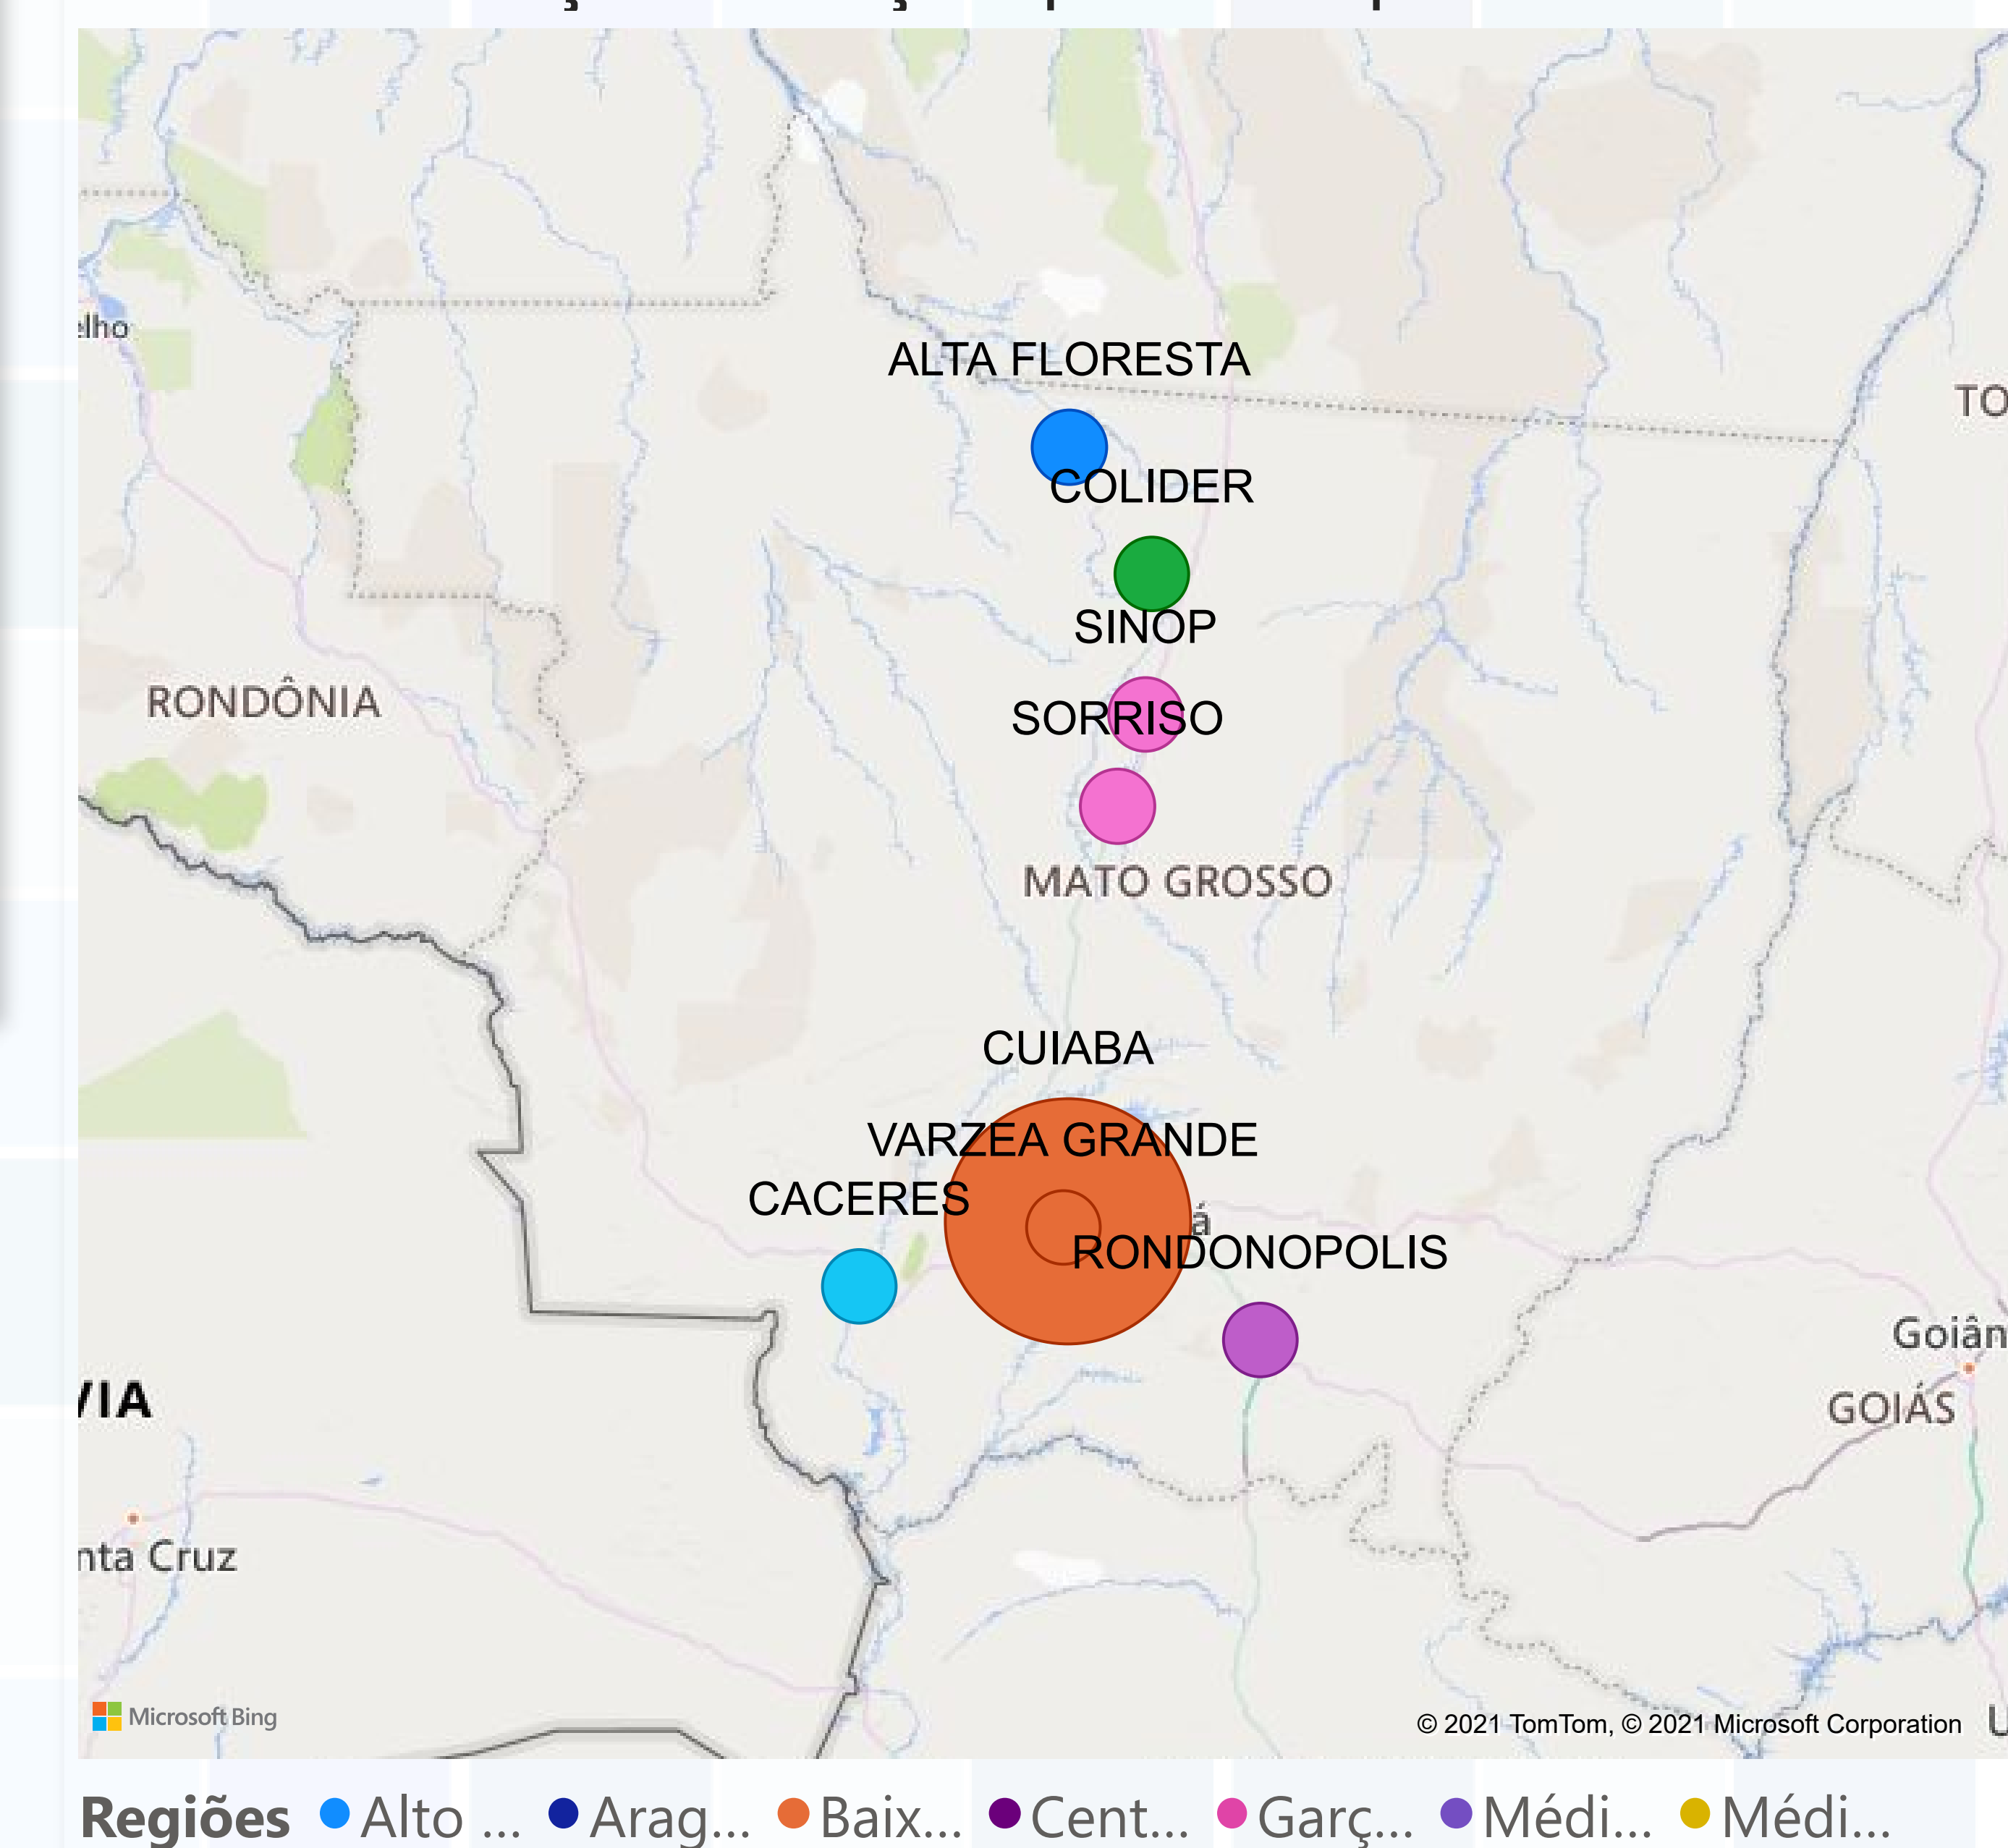 elho
ALTA FLORESTA
TO
COLIDER
SINOP
RONDÔNIA
SORRISO
MATO GROSSO
CUIABA
VARZEA GRANDE
CACERES
á
RONDONOPOLIS
Goiân
VIA
GOIÁS
nta Cruz
Microsoft Bing
© 2021 TomTom, © 2021 Microsoft Corporation
U
Regiões Alto ... Arag... Baix... Cent... Garç... Médi... Médi...